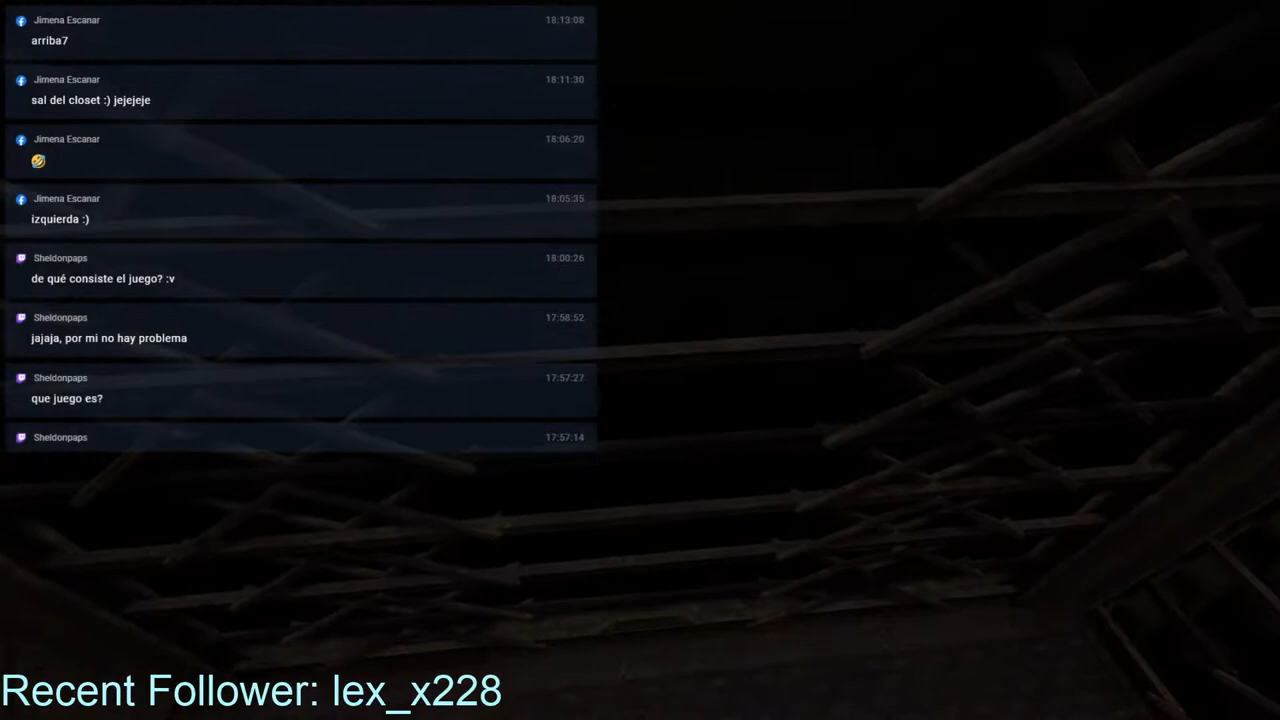 Jimena Escanar 18:13:08
arriba7
Jimena Escanar 18:11:30
sal del closet :) jejejeje
Jimena Escanar 18:06:20
🤣
Jimena Escanar 18:05:35
izquierda :)
Sheldonpaps 18:00:26
de qué consiste el juego? :v
Sheldonpaps 17:58:52
jajaja, por mi no hay problema
Sheldonpaps 17:57:27
que juego es?
Sheldonpaps 17:57:14
Recent Follower: lex_x228